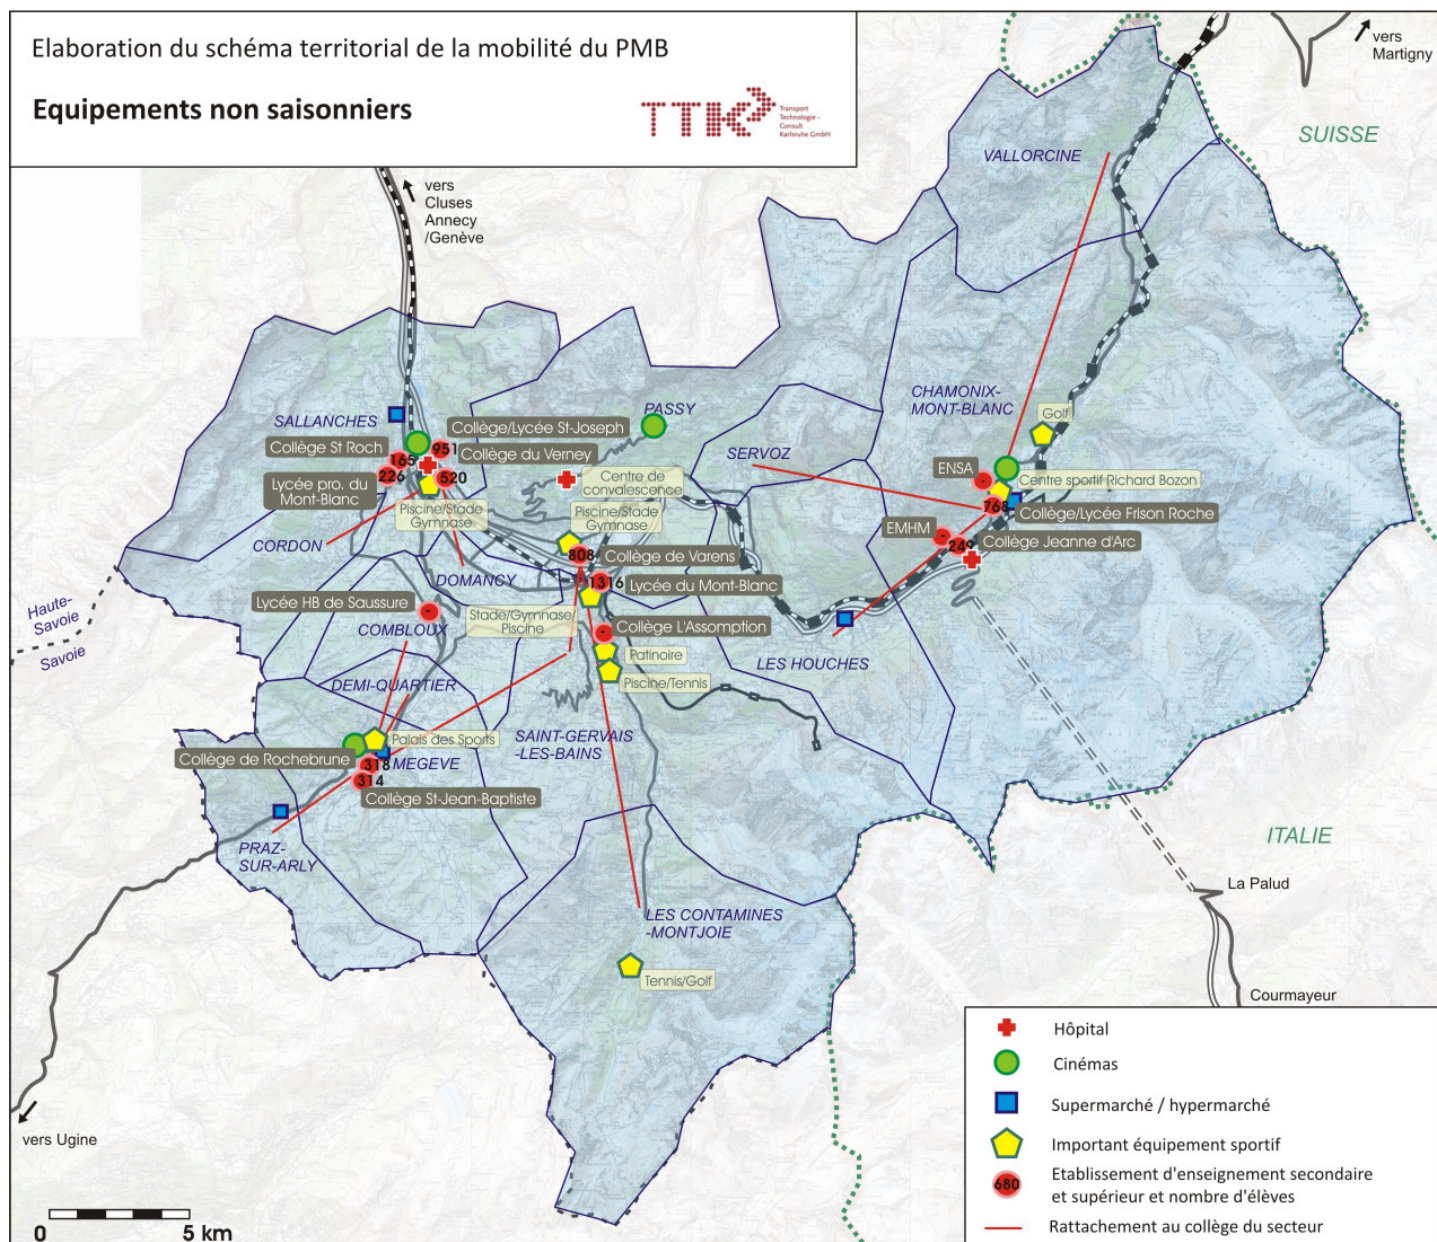 Elaboration du schéma territorial de la mobilité du PMB
Equipements non saisonniers
TTK
Transport
Technologie -
Consult
Karlsruhe GmbH
vers
Martigny
SUISSE
VALLORCINE
vers
Cluses
Annecy
/Genève
CHAMONIX-
MONT-BLANC
Golf
PASSY
SALLANCHES
Collège/Lycée St-Joseph
Collège St Roch
951
Collège du Verney
165
226
520
Lycée pro. du
Mont-Blanc
SERVOZ
ENSA
-
Centre sportif Richard Bozon
Centre de
convalescence
Piscine/Stade
Gymnase
Piscine/Stade
Gymnase
768
Collège/Lycée Frison Roche
EMHM
-
249
Collège Jeanne d'Arc
CORDON
DOMANCY
808
Collège de Varens
1316
Lycée du Mont-Blanc
Haute-
Savoie
Savoie
Lycée HB de Saussure
-
COMBLOUX
Stade/Gymnase/
Piscine
-
Collège L'Assomption
Patinoire
LES HOUCHES
Piscine/Tennis
DEMI-QUARTIER
SAINT-GERVAIS
-LES-BAINS
Palais des Sports
Collège de Rochebrune
318
MEGEVE
314
Collège St-Jean-Baptiste
PRAZ-
SUR-ARLY
ITALIE
La Palud
LES CONTAMINES
-MONTJOIE
Tennis/Golf
Courmayeur
vers Ugine
0
5 km
Hôpital
Cinémas
Supermarché / hypermarché
Important équipement sportif
680
Etablissement d'enseignement secondaire
et supérieur et nombre d'élèves
Rattachement au collège du secteur